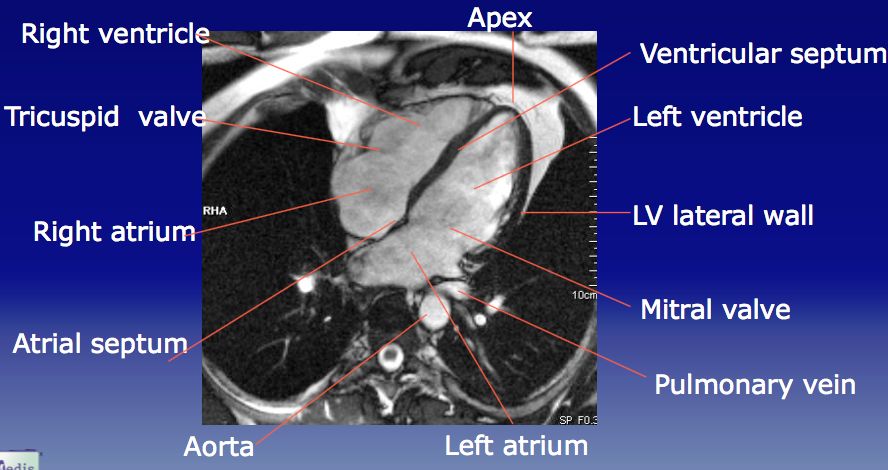 Apex
Right ventricle
Ventricular septum
Tricuspid valve
Left ventricle
RHA
LV lateral wall
Right atrium
10cm
Mitral valve
Atrial septum
Pulmonary vein
SP F0.3
Aorta
Left atrium
Medis